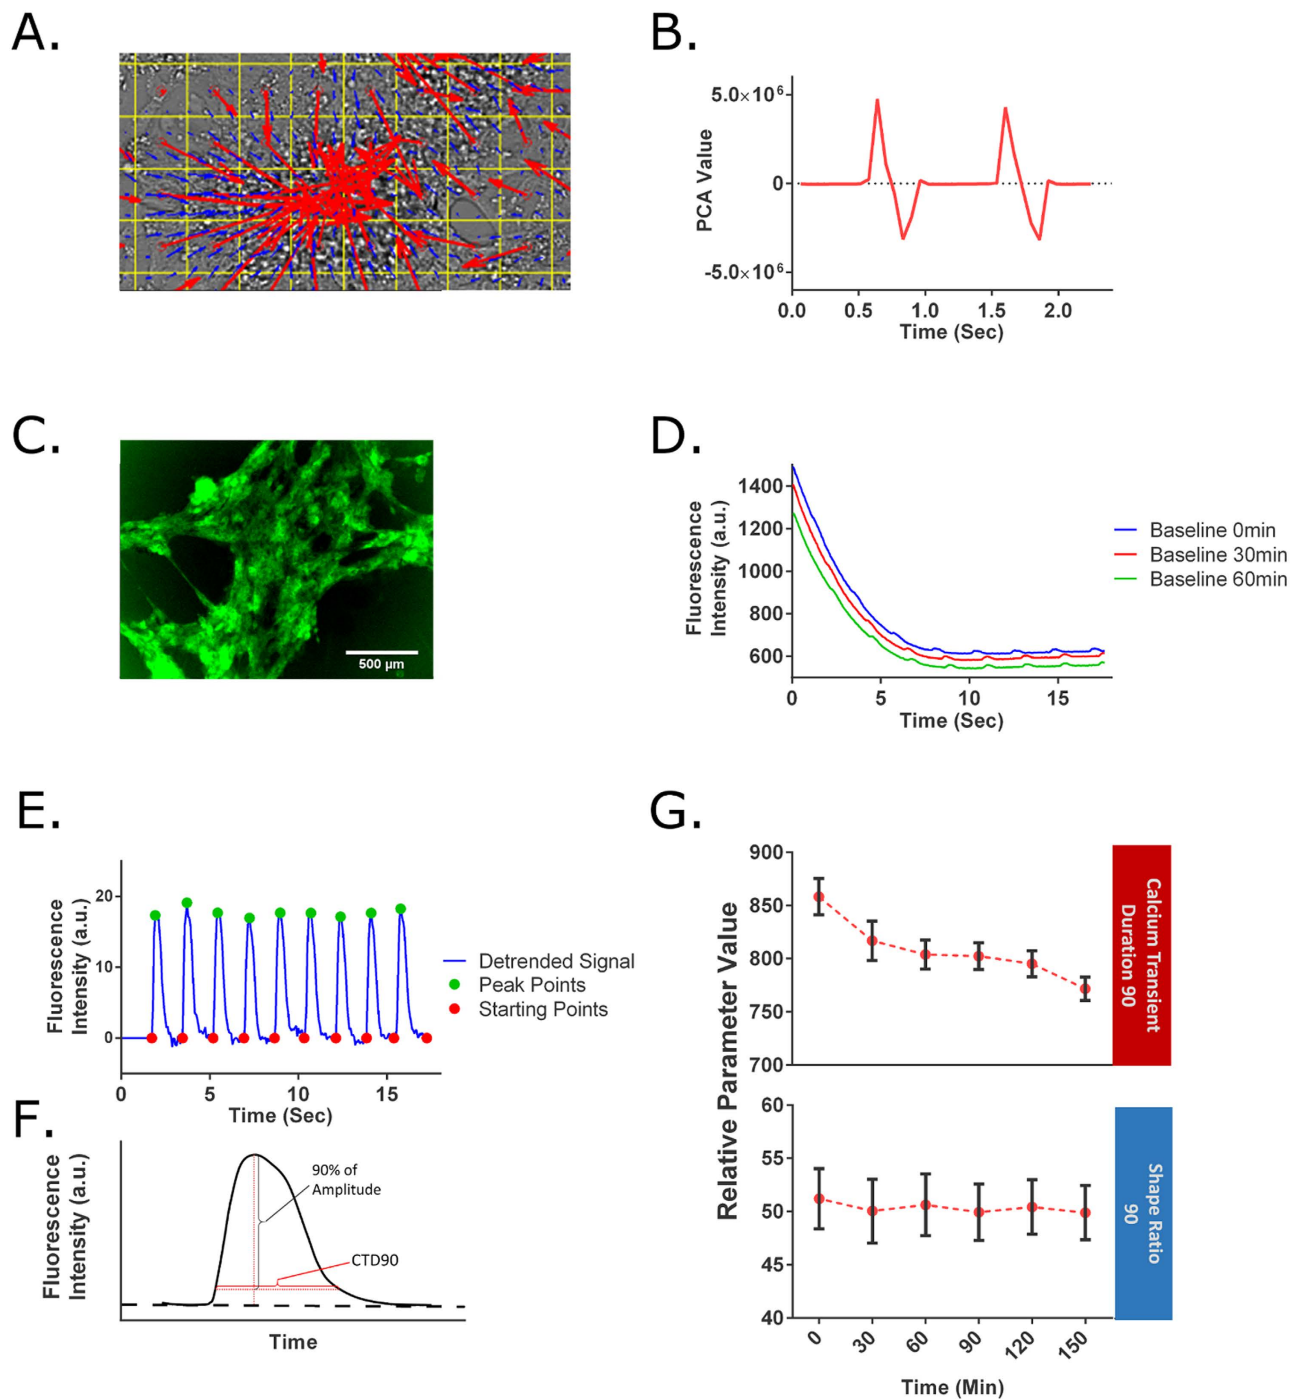 A.
B.
5.0×10⁶
0
-5.0×10⁶
PCA Value
0.0 0.5 1.0 1.5 2.0
Time (Sec)
C.
500 µm
D.
1400
1200
1000
800
600
Fluorescence
Intensity (a.u.)
0 5 10 15
Time (Sec)
Baseline 0min
Baseline 30min
Baseline 60min
E.
20
10
0
Fluorescence
Intensity (a.u.)
0 5 10 15
Time (Sec)
Detrended Signal
Peak Points
Starting Points
F.
Fluorescence
Intensity (a.u.)
90% of
Amplitude
CTD90
Time
G.
Relative Parameter Value
900
850
800
750
700
Calcium Transient
Duration 90
60
55
50
45
40
Shape Ratio
90
0 30 60 90 120 150
Time (Min)